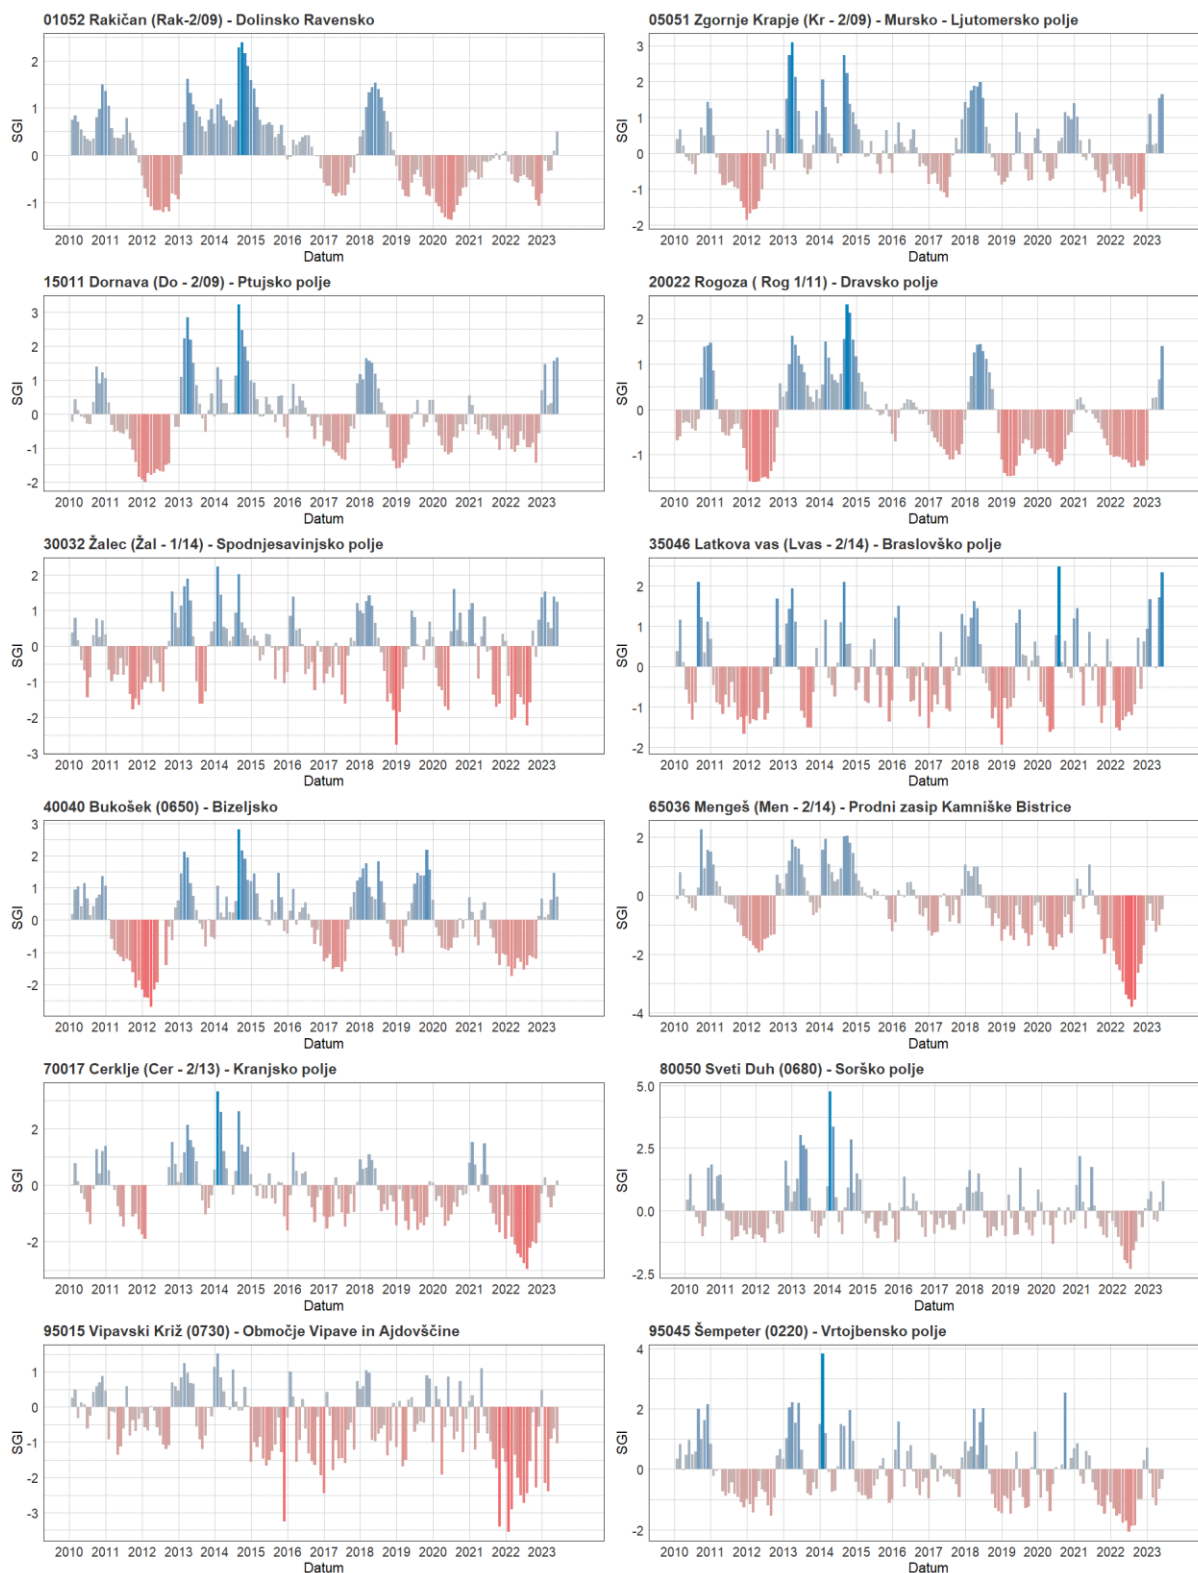 01052 Rakičan (Rak-2/09) - Dolinsko Ravensko
2
1
0
-1
SGI
2010 2011 2012 2013 2014 2015 2016 2017 2018 2019 2020 2021 2022 2023
Datum
05051 Zgornje Krapje (Kr - 2/09) - Mursko - Ljutomersko polje
3
2
1
0
-1
-2
SGI
2010 2011 2012 2013 2014 2015 2016 2017 2018 2019 2020 2021 2022 2023
Datum
15011 Dornava (Do - 2/09) - Ptujsko polje
3
2
1
0
-1
-2
SGI
2010 2011 2012 2013 2014 2015 2016 2017 2018 2019 2020 2021 2022 2023
Datum
20022 Rogoza ( Rog 1/11) - Dravsko polje
2
1
0
-1
SGI
2010 2011 2012 2013 2014 2015 2016 2017 2018 2019 2020 2021 2022 2023
Datum
30032 Žalec (Žal - 1/14) - Spodnjesavinjsko polje
2
1
0
-1
-2
-3
SGI
2010 2011 2012 2013 2014 2015 2016 2017 2018 2019 2020 2021 2022 2023
Datum
35046 Latkova vas (Lvas - 2/14) - Braslovško polje
2
1
0
-1
-2
SGI
2010 2011 2012 2013 2014 2015 2016 2017 2018 2019 2020 2021 2022 2023
Datum
40040 Bukošek (0650) - Bizeljsko
3
2
1
0
-1
-2
SGI
2010 2011 2012 2013 2014 2015 2016 2017 2018 2019 2020 2021 2022 2023
Datum
65036 Mengeš (Men - 2/14) - Prodni zasip Kamniške Bistrice
2
0
-2
-4
SGI
2010 2011 2012 2013 2014 2015 2016 2017 2018 2019 2020 2021 2022 2023
Datum
70017 Cerklje (Cer - 2/13) - Kranjsko polje
2
0
-2
SGI
2010 2011 2012 2013 2014 2015 2016 2017 2018 2019 2020 2021 2022 2023
Datum
80050 Sveti Duh (0680) - Sorško polje
5.0
2.5
0.0
-2.5
SGI
2010 2011 2012 2013 2014 2015 2016 2017 2018 2019 2020 2021 2022 2023
Datum
95015 Vipavski Križ (0730) - Območje Vipave in Ajdovščine
1
0
-1
-2
-3
SGI
2010 2011 2012 2013 2014 2015 2016 2017 2018 2019 2020 2021 2022 2023
Datum
95045 Šempeter (0220) - Vrtojbensko polje
4
2
0
-2
SGI
2010 2011 2012 2013 2014 2015 2016 2017 2018 2019 2020 2021 2022 2023
Datum